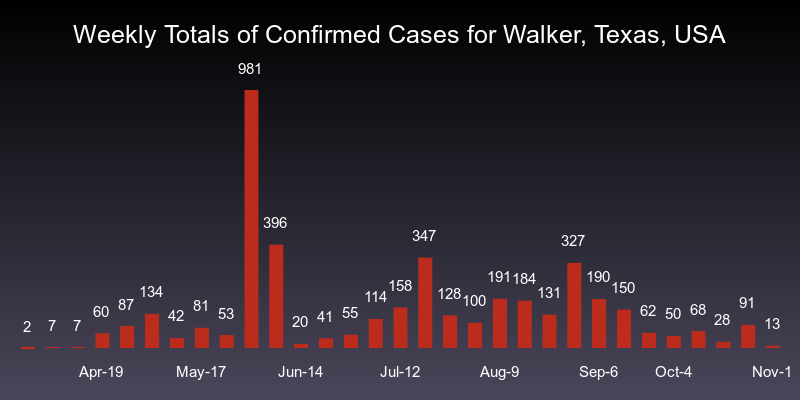 Weekly Totals of Confirmed Cases for Walker, Texas, USA
2 7 7 60 87 134 42 81 53 981 396 20 41 55 114 158 347 128 100 191 184 131 327 190 150 62 50 68 28 91 13
Apr-19 May-17 Jun-14 Jul-12 Aug-9 Sep-6 Oct-4 Nov-1